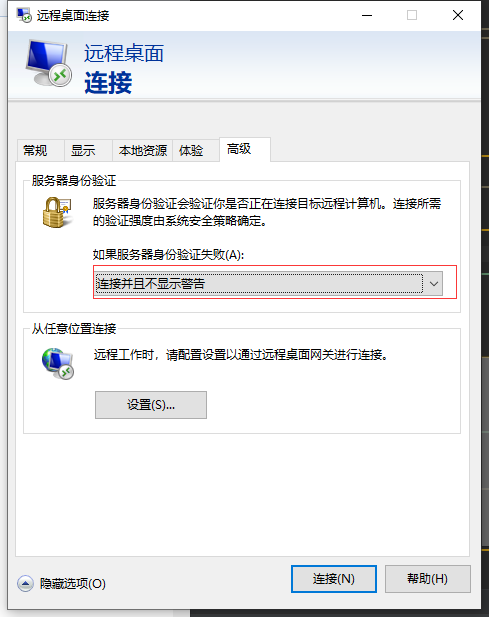 远程桌面连接
远程桌面
连接
常规 显示 本地资源 体验 高级
服务器身份验证
服务器身份验证会验证你是否正在连接目标远程计算机。连接所需
的验证强度由系统安全策略确定。
如果服务器身份验证失败(A):
连接并且不显示警告
从任意位置连接
远程工作时，请配置设置以通过远程桌面网关进行连接。
设置(S)...
隐藏选项(O) 连接(N) 帮助(H)